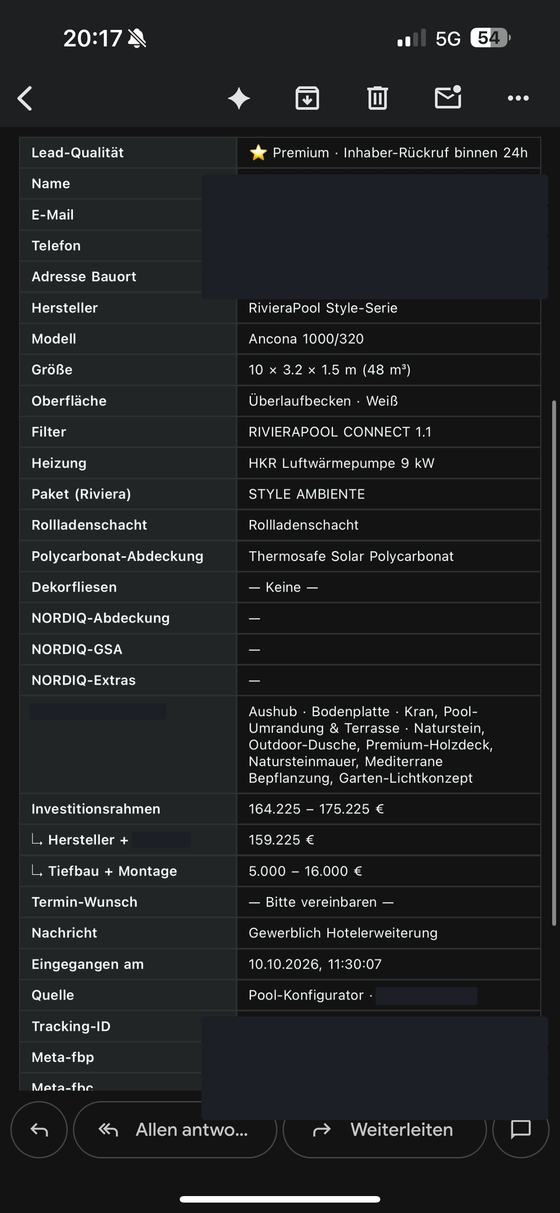 20:17
5G
54
Lead-Qualität
⭐ Premium · Inhaber-Rückruf binnen 24h
Name
E-Mail
Telefon
Adresse Bauort
Hersteller
RivieraPool Style-Serie
Modell
Ancona 1000/320
Größe
10 × 3.2 × 1.5 m (48 m³)
Oberfläche
Überlaufbecken · Weiß
Filter
RIVIERAPOOL CONNECT 1.1
Heizung
HKR Luftwärmepumpe 9 kW
Paket (Riviera)
STYLE AMBIENTE
Rollladenschacht
Rollladenschacht
Polycarbonat-Abdeckung
Thermosafe Solar Polycarbonat
Dekorfliesen
— Keine —
NORDIQ-Abdeckung
—
NORDIQ-GSA
—
NORDIQ-Extras
—
Aushub · Bodenplatte · Kran, Pool-
Umrandung & Terrasse · Naturstein,
Outdoor-Dusche, Premium-Holzdeck,
Natursteinmauer, Mediterrane
Bepflanzung, Garten-Lichtkonzept
Investitionsrahmen
164.225 – 175.225 €
↳ Hersteller +
159.225 €
↳ Tiefbau + Montage
5.000 – 16.000 €
Termin-Wunsch
— Bitte vereinbaren —
Nachricht
Gewerblich Hotelerweiterung
Eingegangen am
10.10.2026, 11:30:07
Quelle
Pool-Konfigurator ·
Tracking-ID
Meta-fbp
Meta-fbc
Allen antwo...
Weiterleiten